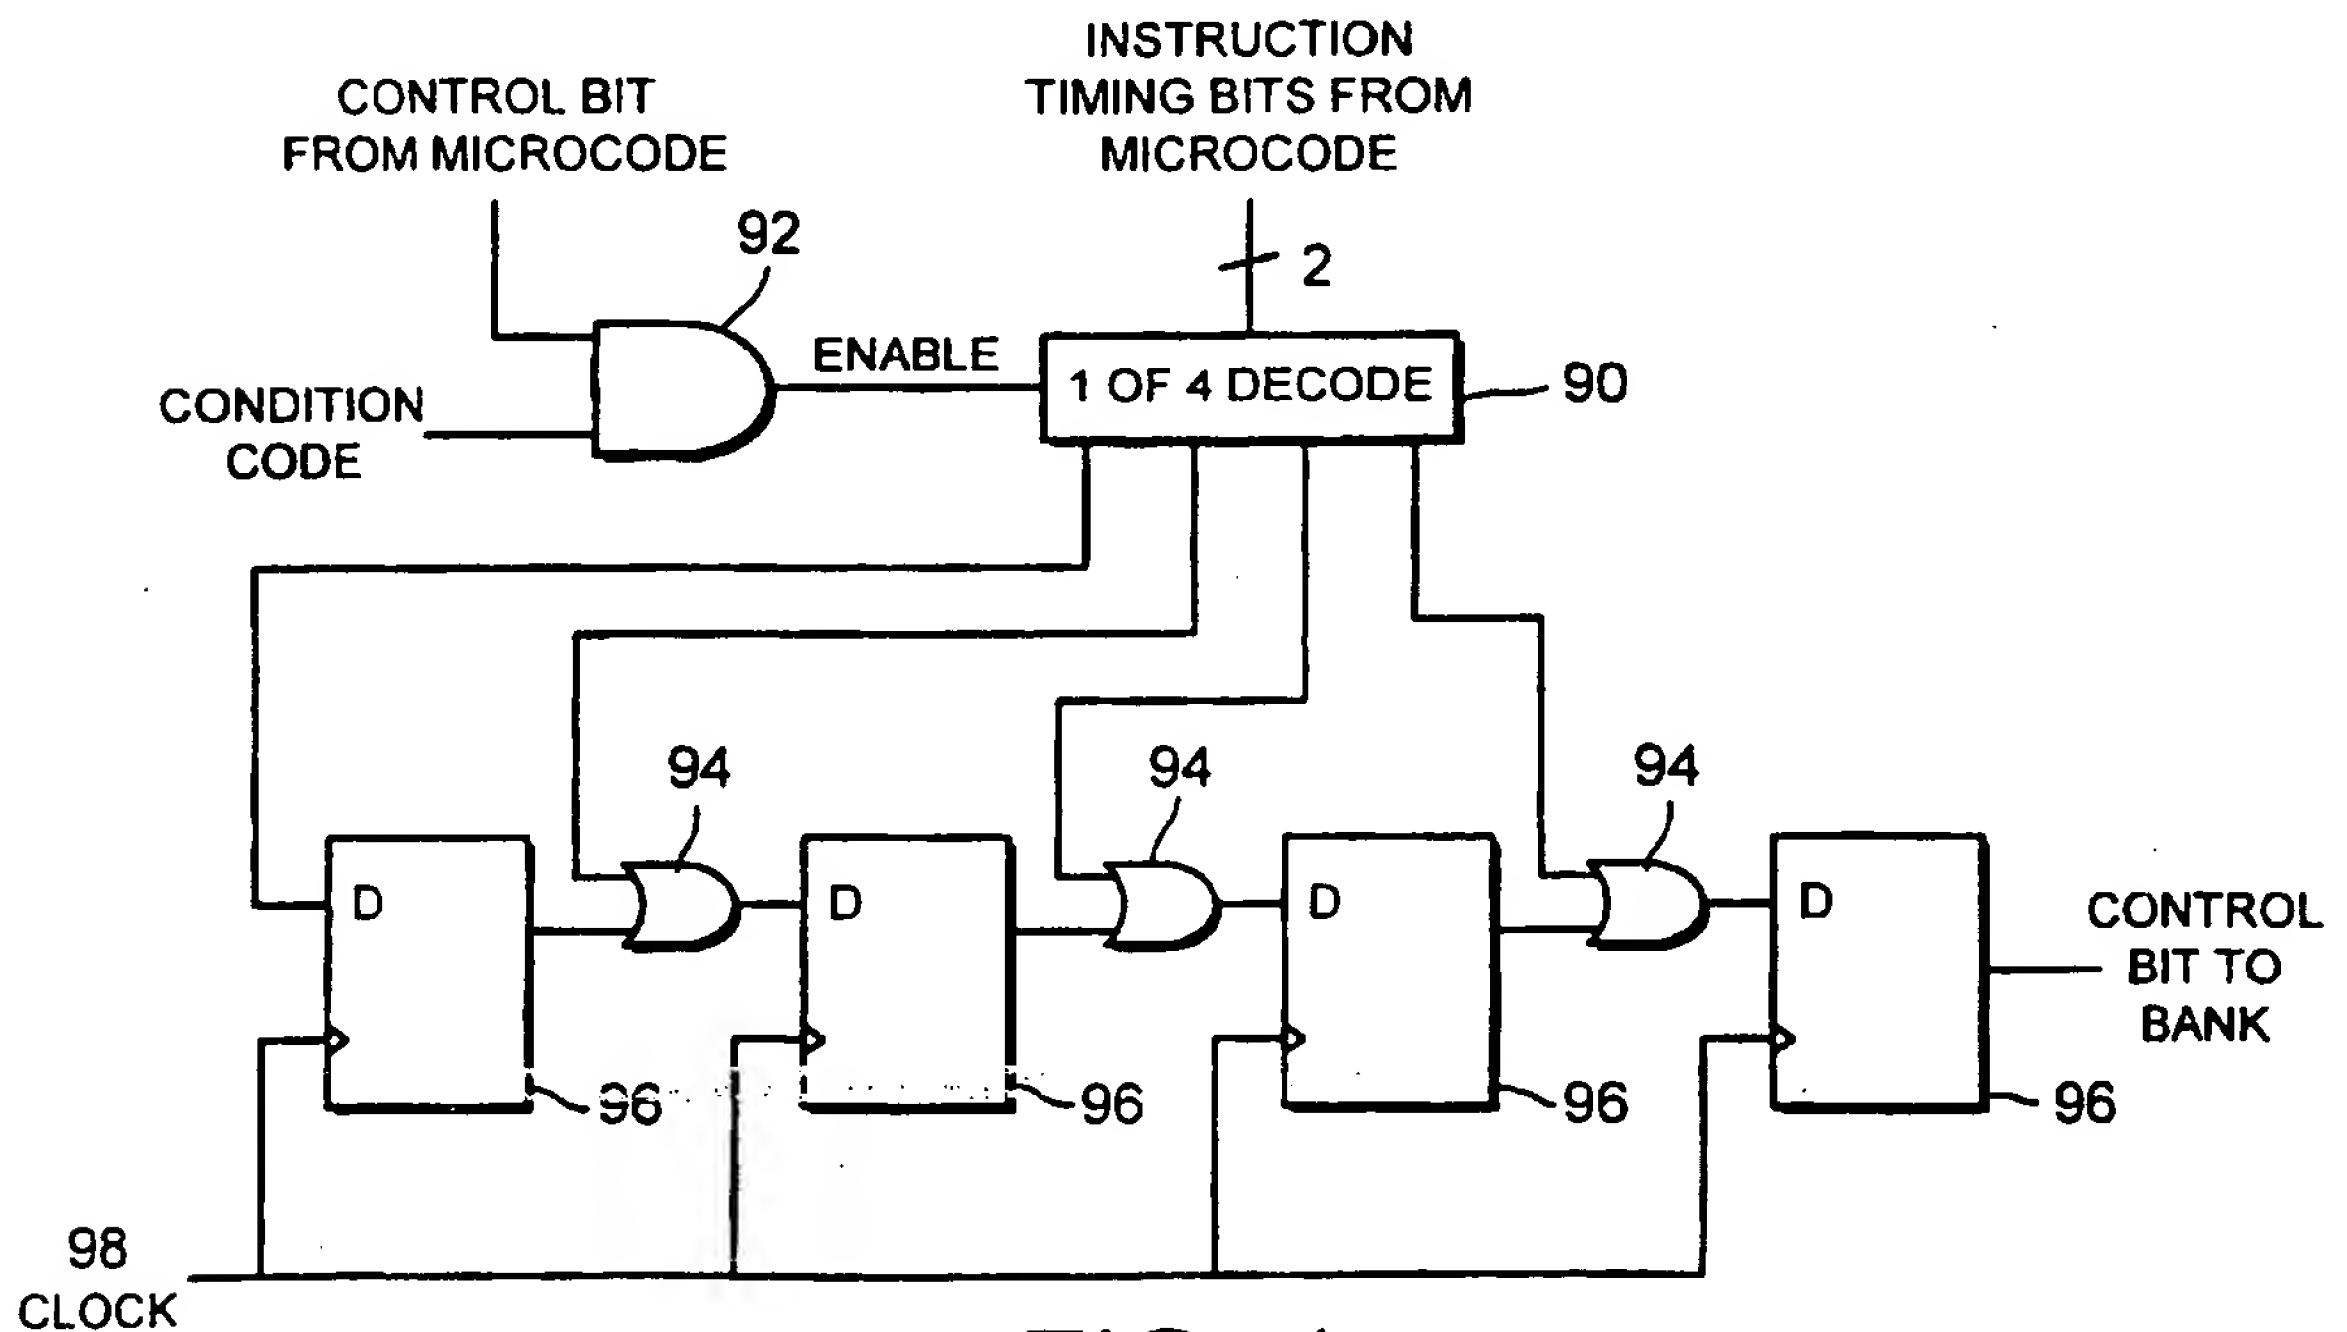 INSTRUCTION
TIMING BITS FROM
MICROCODE
CONTROL BIT
FROM MICROCODE
92
2
ENABLE
1 OF 4 DECODE
90
CONDITION
CODE
94
94
94
D
D
D
D
CONTROL
BIT TO
BANK
96
96
96
96
98
CLOCK